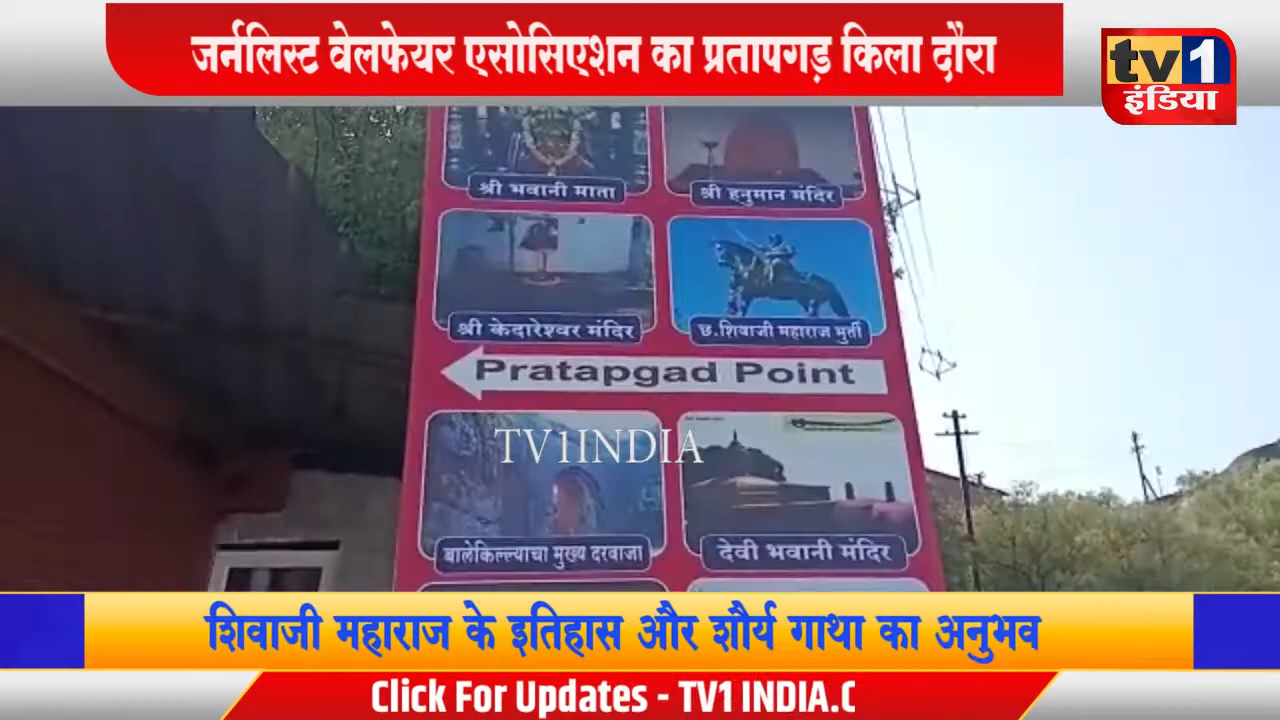 जर्नलिस्ट वेलफेयर एसोसिएशन का प्रतापगड़ किला दौरा
tv1
इंडिया
श्री भवानी माता
श्री हनुमान मंदिर
श्री केदारेश्वर मंदिर
छ.शिवाजी महाराज मुर्ती
Pratapgad Point
TV1INDIA
बालेकिल्ल्याचा मुख्य दरवाजा
देवी भवानी मंदिर
शिवाजी महाराज के इतिहास और शौर्य गाथा का अनुभव
Click For Updates - TV1 INDIA.C